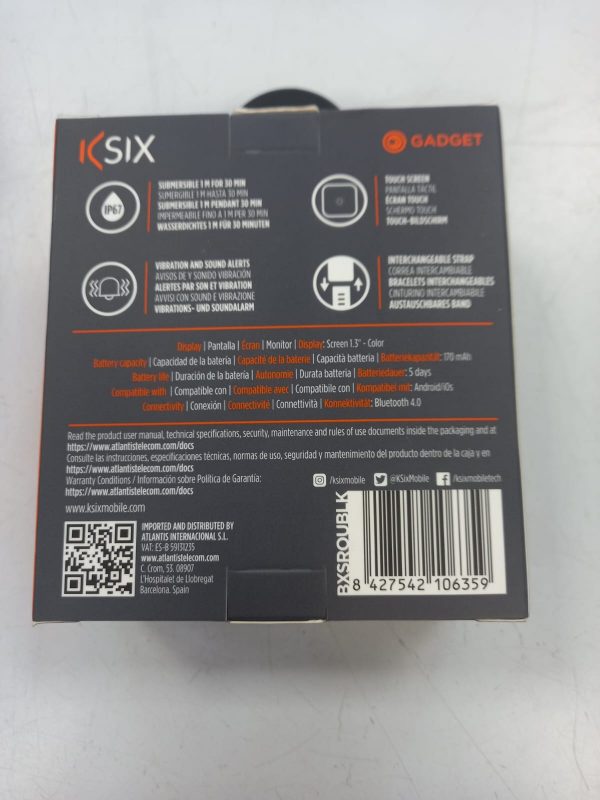 KSIX
GADGET
IP67
SUBMERSIBLE 1 M FOR 30 MIN
SUMERGIBLE 1 M HASTA 30 MIN
SUBMERSIBLE 1 M PENDANT 30 MIN
IMPERMEABILE FINO A 1 M PER 30 MIN
WASSERDICHTES 1 M FÜR 30 MINUTEN
TOUCH SCREEN
PANTALLA TÁCTIL
ÉCRAN TOUCH
SCHERMO TOUCH
TOUCH-BILDSCHIRM
VIBRATION AND SOUND ALERTS
AVISOS DE Y SONIDO VIBRACIÓN
ALERTES PAR SON ET VIBRATION
AVVISI CON SOUND E VIBRAZIONE
VIBRATIONS- UND SOUNDALARM
INTERCHANGEABLE STRAP
CORREA INTERCAMBIABLE
BRACELETS INTERCHANGEABLES
CINTURINO INTERCAMBIABILE
AUSTAUSCHBARES BAND
Display | Pantalla | Écran | Monitor | Display: Screen 1.3" - Color
Battery capacity | Capacidad de la batería | Capacité de la batterie | Capacità batteria | Batteriekapazität: 170 mAh
Battery life | Duración de la batería | Autonomie | Durata batteria | Batteriedauer: 5 days
Compatible with | Compatible con | Compatible avec | Compatibile con | Kompatibel mit: Android/iOs
Connectivity | Conexión | Connectivité | Connettività | Konnektivität: Bluetooth 4.0
Read the product user manual, technical specifications, security, maintenance and rules of use documents inside the packaging and at
https://www.atlantistelecom.com/docs
Consulte las instrucciones, especificaciones técnicas, normas de uso, seguridad y mantenimiento del producto dentro de la caja y en
https://www.atlantistelecom.com/docs
Warranty Conditions / Información sobre Política de Garantía:
https://www.atlantistelecom.com/docs
/ksixmobile
@KSixMobile
/ksixmobiletech
www.ksixmobile.com
IMPORTED AND DISTRIBUTED BY
ATLANTIS INTERNACIONAL S.L.
VAT: ES-B 59131235
www.atlantistelecom.com
C. Crom, 53. 08907
L'Hospitalet de Llobregat
Barcelona. Spain
BXSROUBLK
8 427542 106359